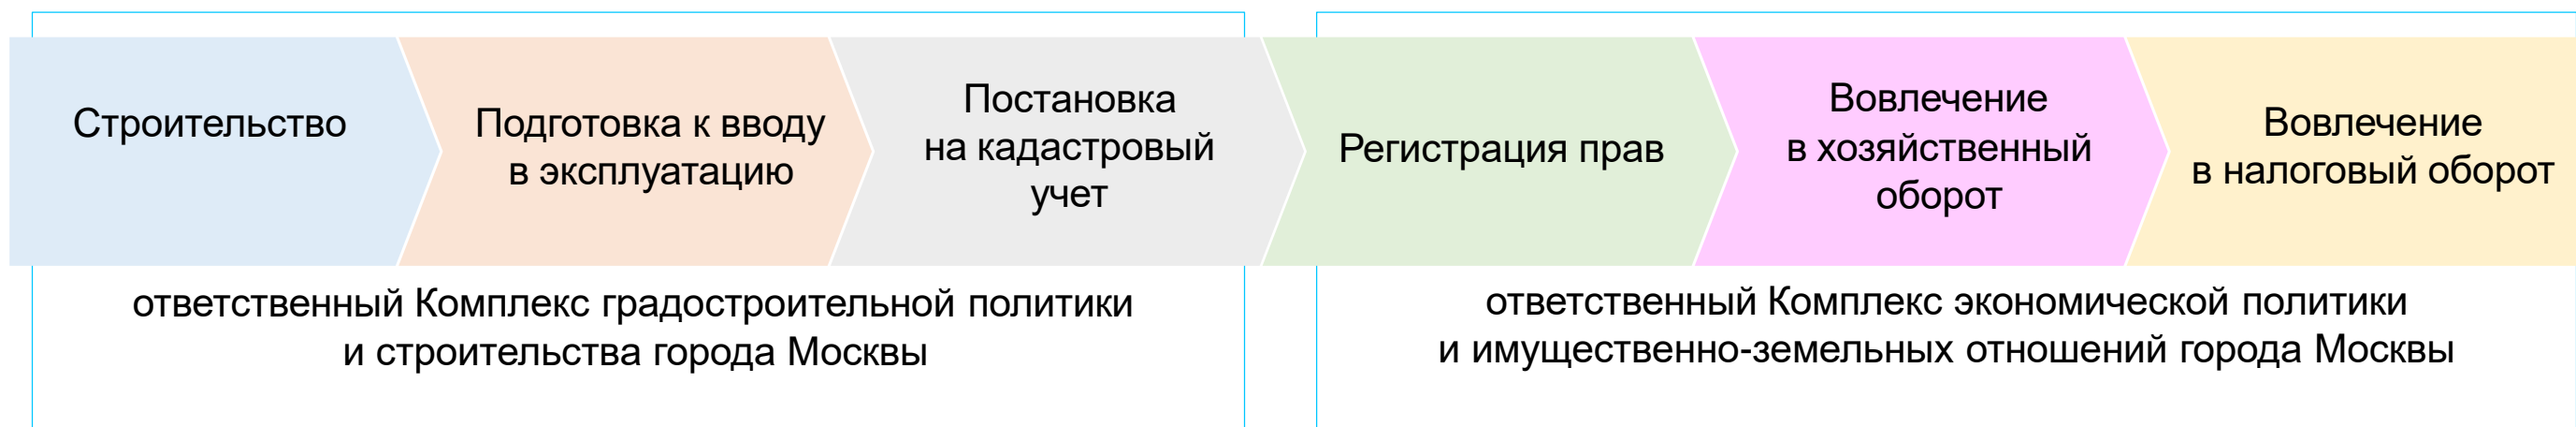 Строительство
Подготовка к вводу
в эксплуатацию
Постановка
на кадастровый
учет
Регистрация прав
Вовлечение
в хозяйственный
оборот
Вовлечение
в налоговый оборот
ответственный Комплекс градостроительной политики
и строительства города Москвы
ответственный Комплекс экономической политики
и имущественно-земельных отношений города Москвы